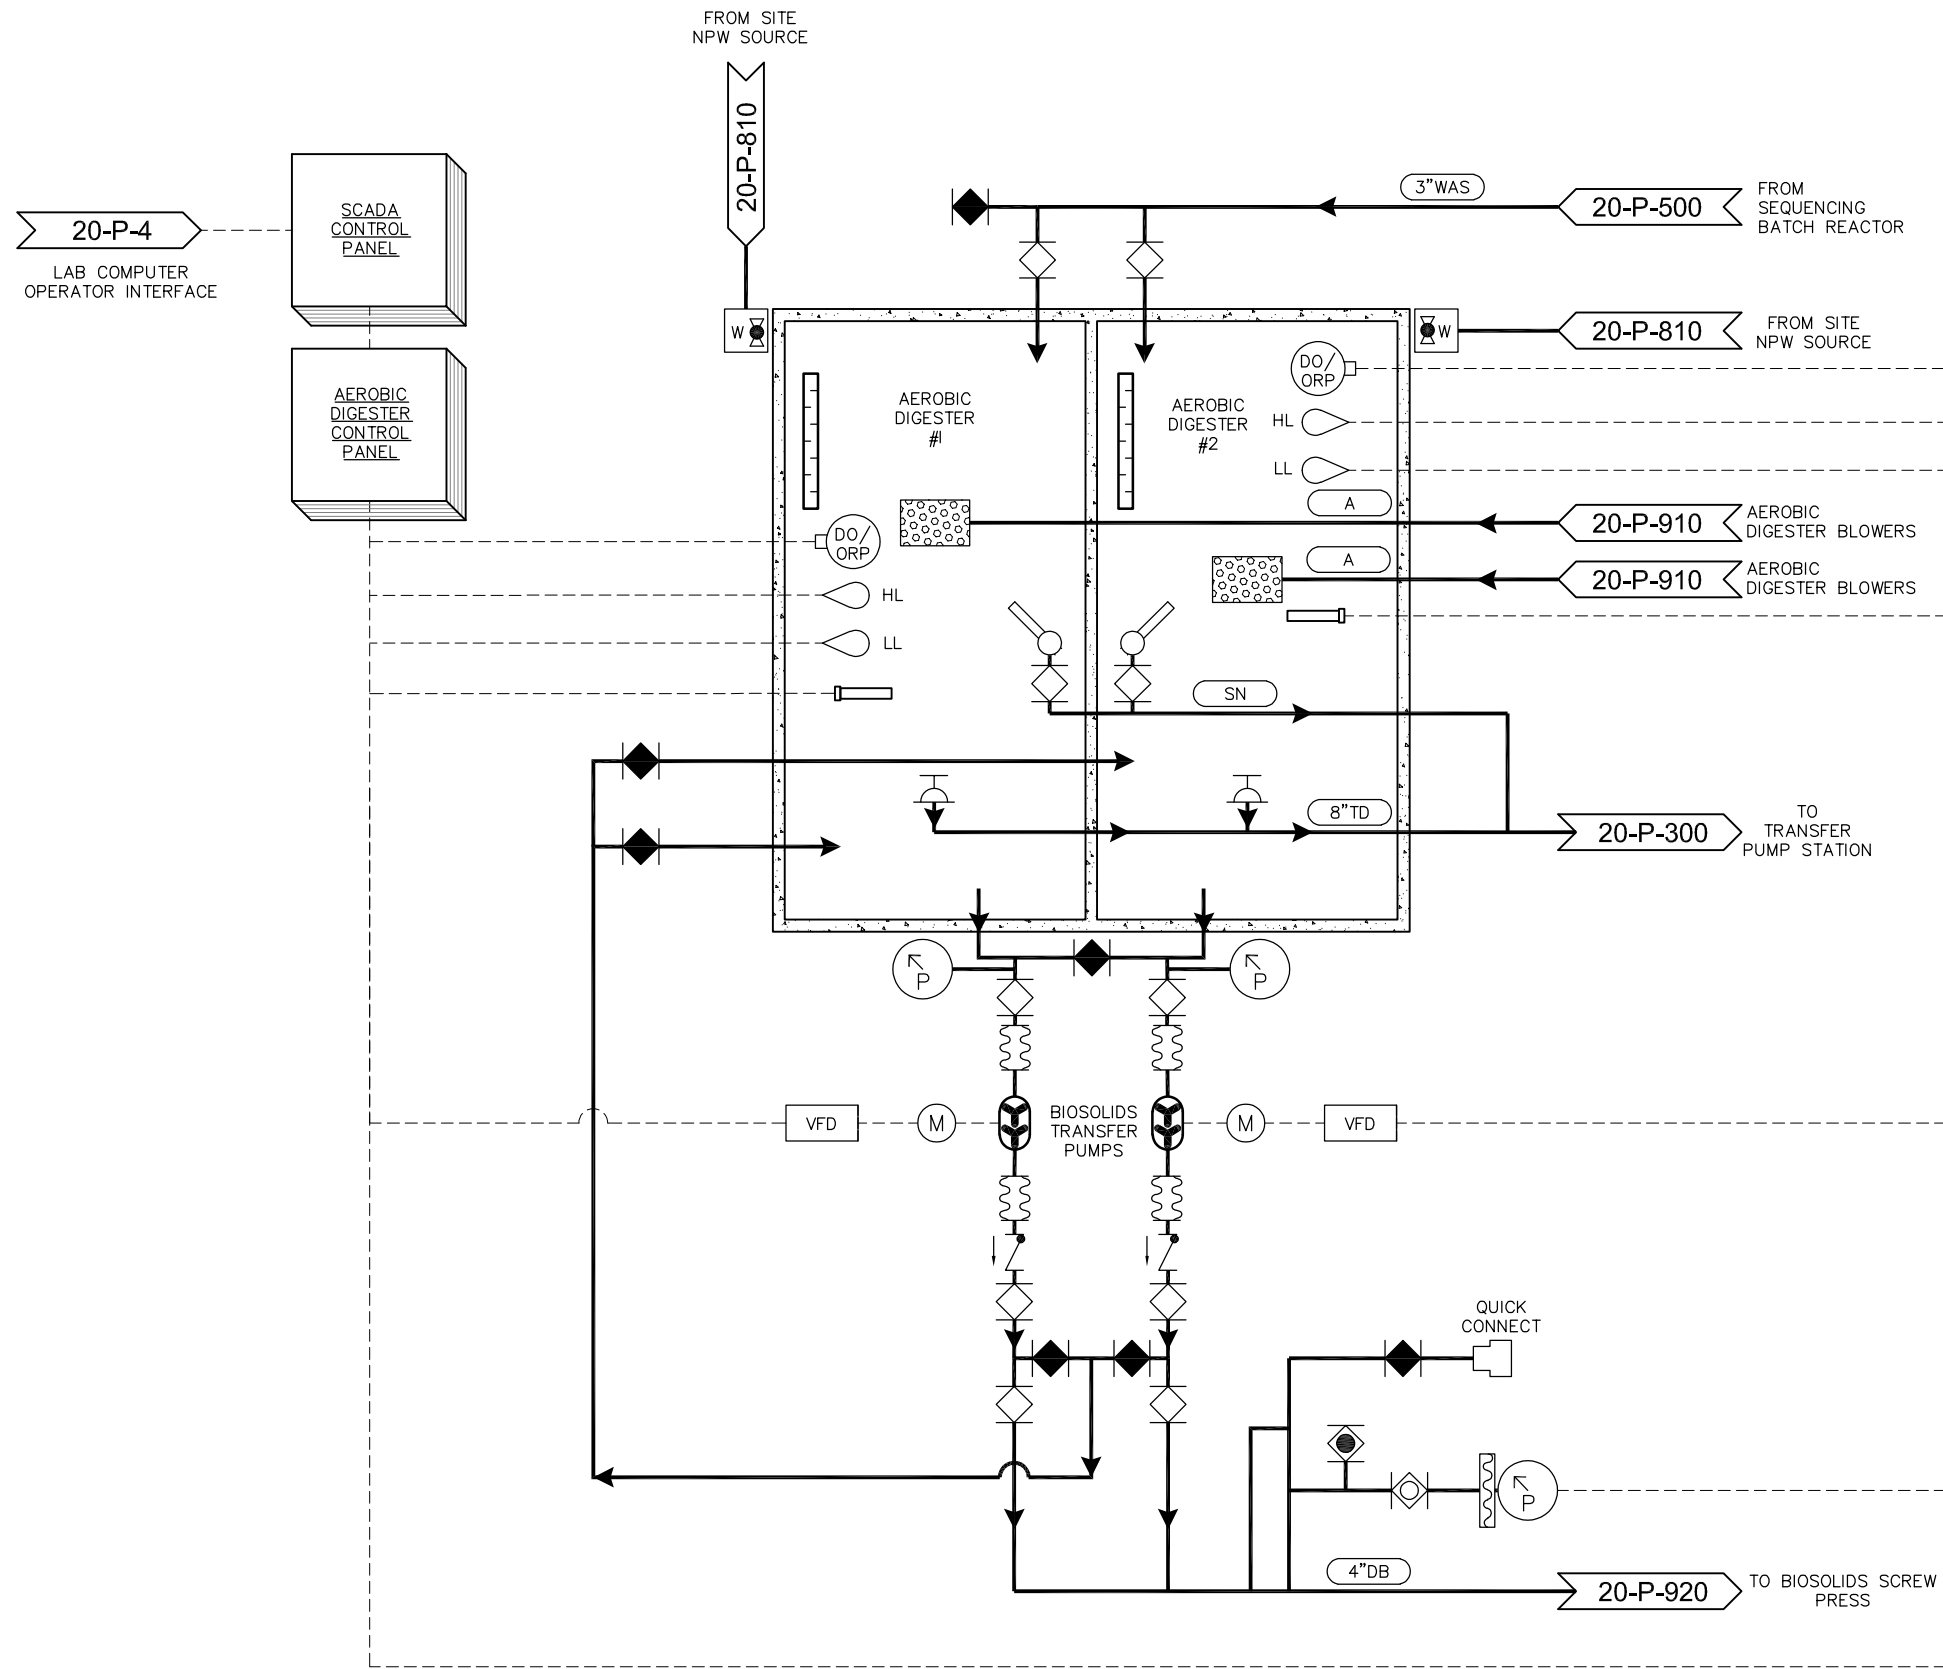 FROM SITE
NPW SOURCE
20-P-810
20-P-4
LAB COMPUTER
OPERATOR INTERFACE
SCADA
CONTROL
PANEL
AEROBIC
DIGESTER
CONTROL
PANEL
3"WAS
20-P-500
FROM
SEQUENCING
BATCH REACTOR
W
W
20-P-810
FROM SITE
NPW SOURCE
AEROBIC
DIGESTER
#1
AEROBIC
DIGESTER
#2
DO/
ORP
HL
LL
A
20-P-910
AEROBIC
DIGESTER BLOWERS
A
20-P-910
AEROBIC
DIGESTER BLOWERS
DO/
ORP
HL
LL
SN
8"TD
20-P-300
TO
TRANSFER
PUMP STATION
P
P
VFD
M
BIOSOLIDS
TRANSFER
PUMPS
M
VFD
QUICK
CONNECT
P
4"DB
20-P-920
TO BIOSOLIDS SCREW
PRESS